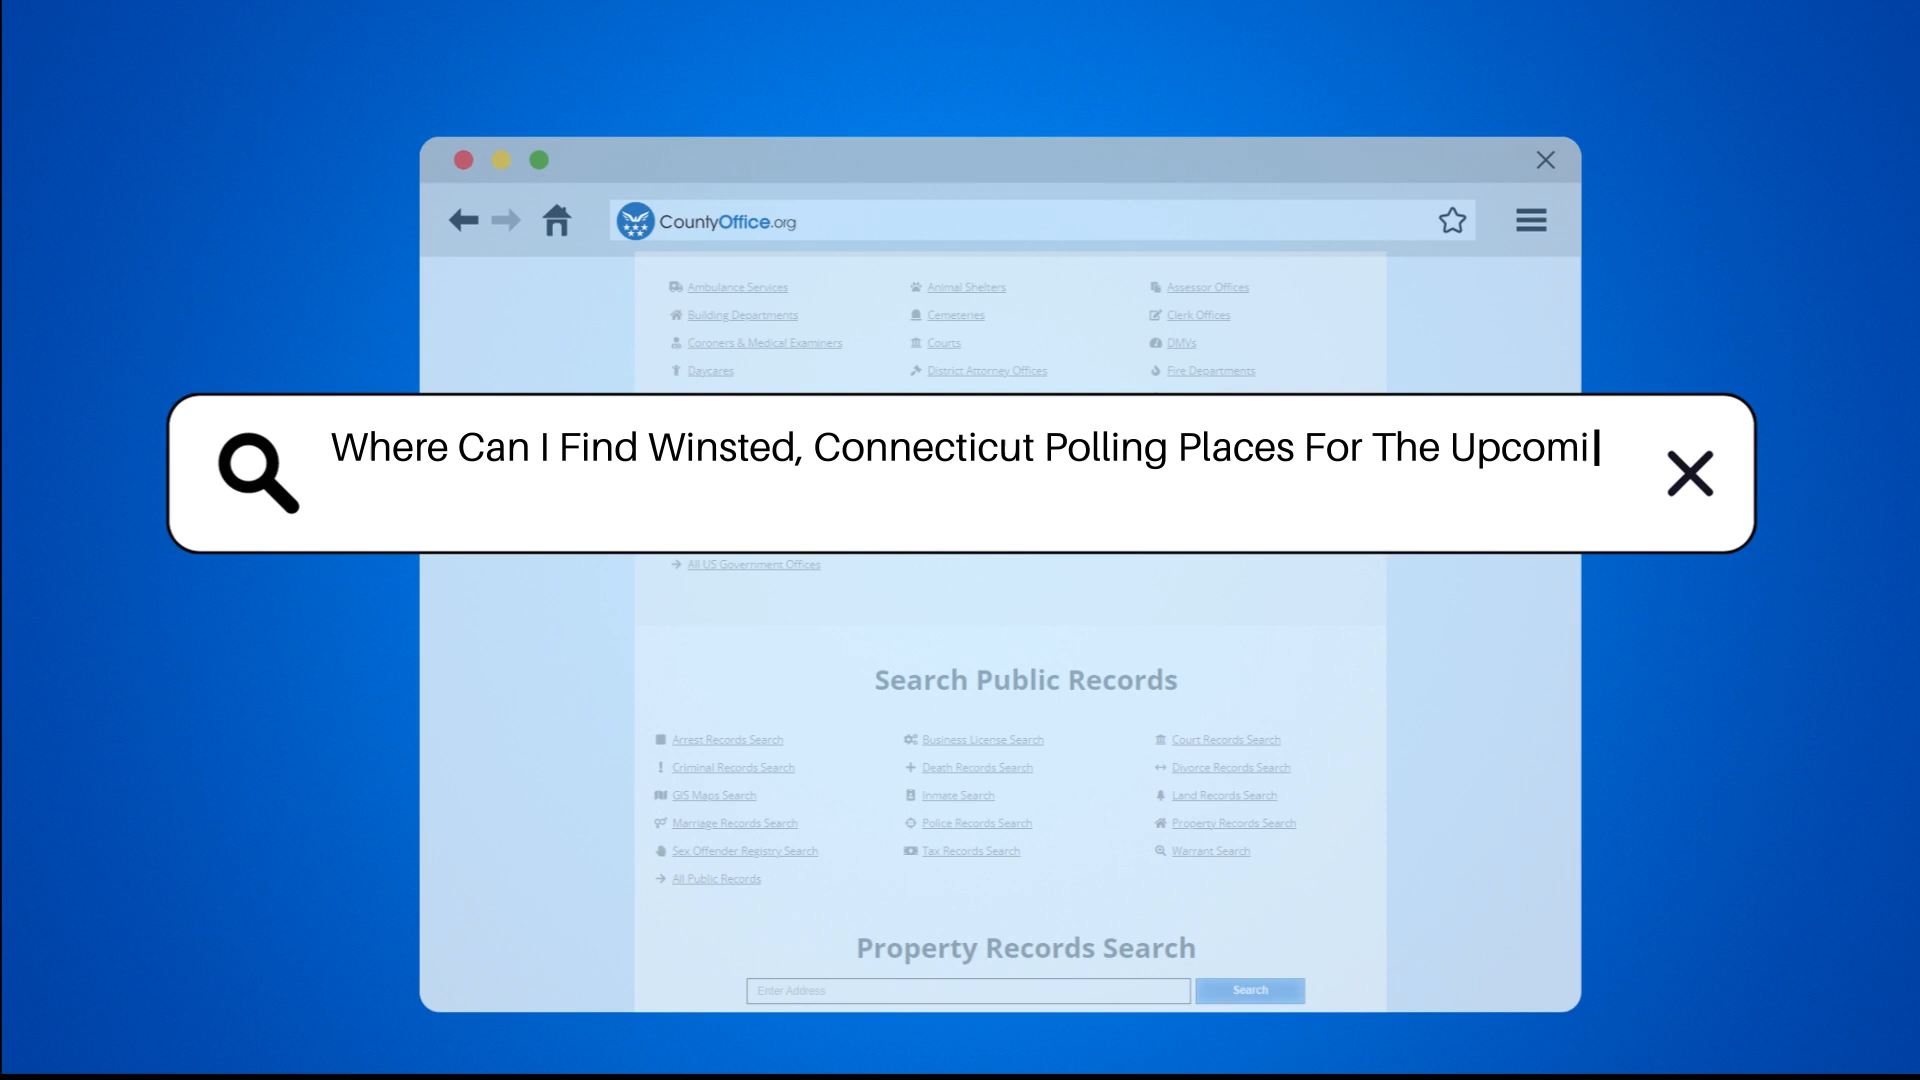 CountyOffice.org
Ambulance Services Animal Shelters Assessor Offices
Building Departments Cemeteries Clerk Offices
Coroners & Medical Examiners Courts DMVs
Daycares District Attorney Offices Fire Departments
Where Can I Find Winsted, Connecticut Polling Places For The Upcomi
All US Government Offices
Search Public Records
Arrest Records Search Business License Search Court Records Search
Criminal Records Search Death Records Search Divorce Records Search
GIS Maps Search Inmate Search Land Records Search
Marriage Records Search Police Records Search Property Records Search
Sex Offender Registry Search Tax Records Search Warrant Search
All Public Records
Property Records Search
Enter Address Search